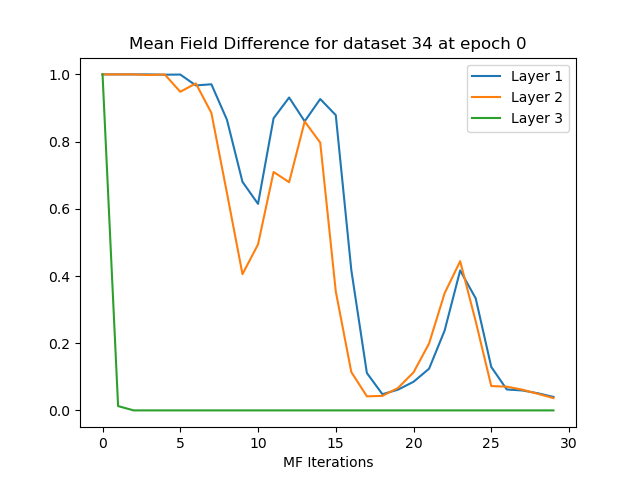 Mean Field Difference for dataset 34 at epoch 0
Layer 1
Layer 2
Layer 3
1.0
0.8
0.6
0.4
0.2
0.0
0 5 10 15 20 25 30
MF Iterations